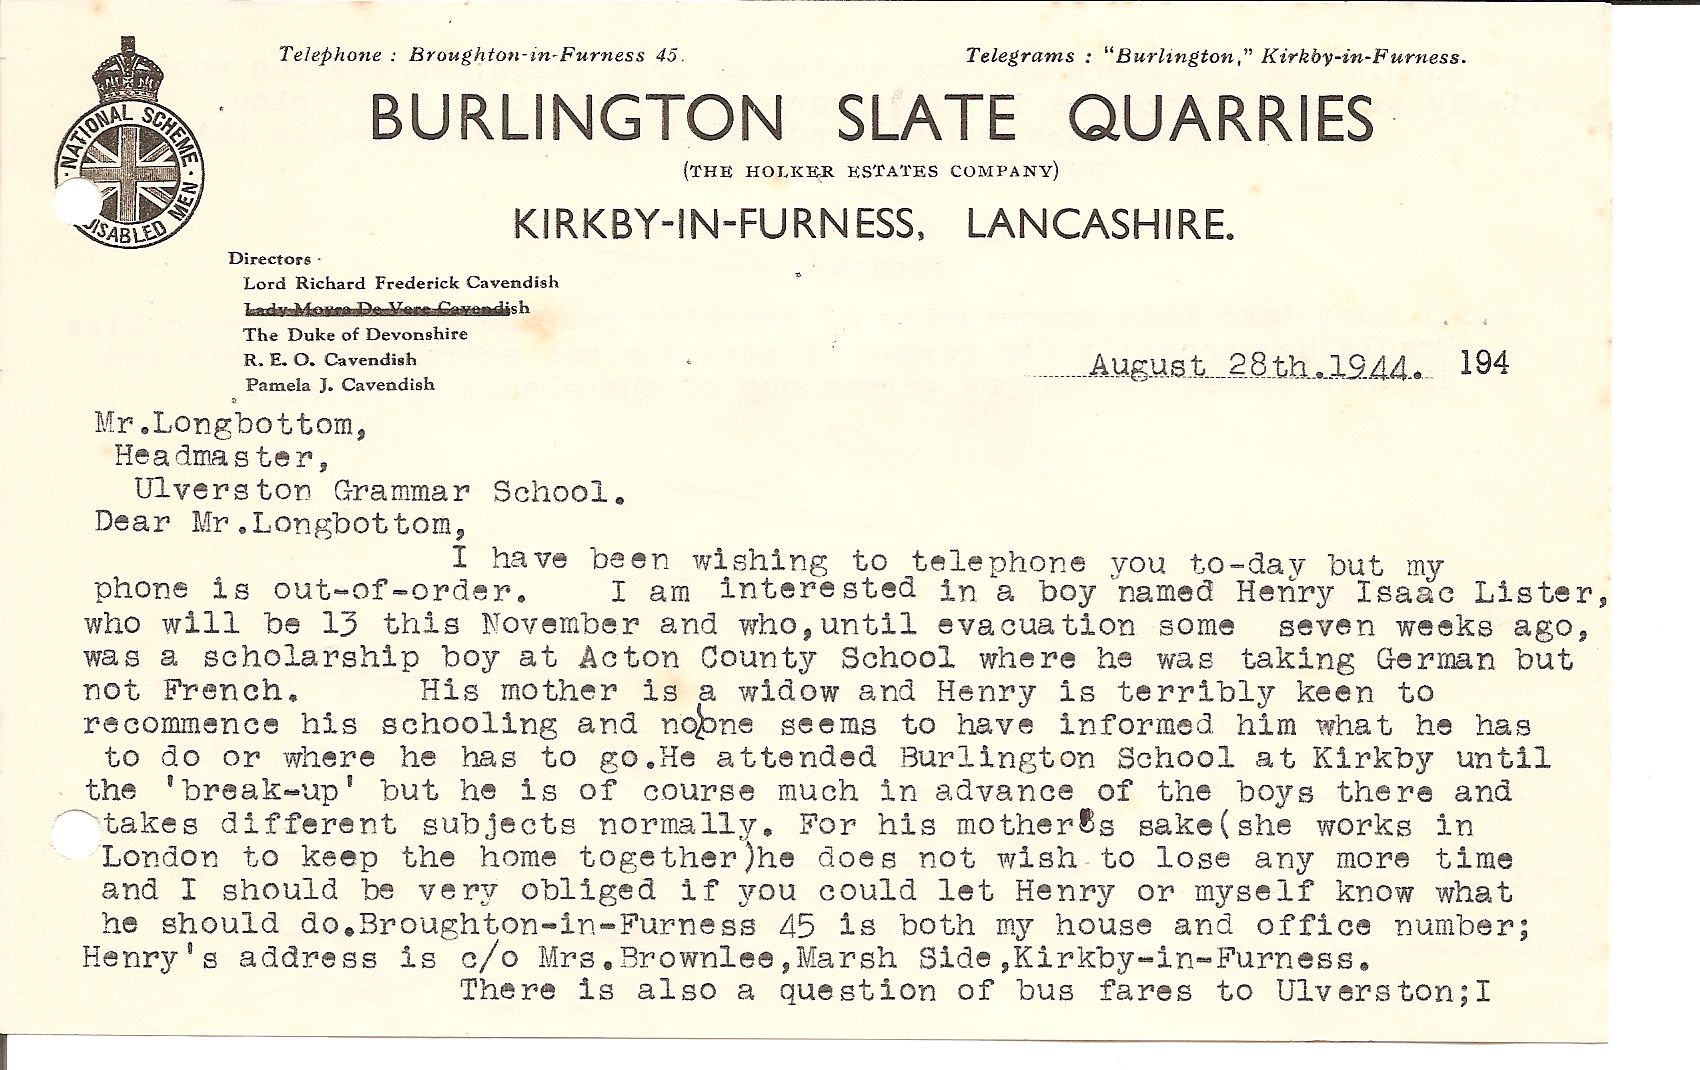 Telephone : Broughton-in-Furness 45.
Telegrams : "Burlington," Kirkby-in-Furness.
NATIONAL SCHEME
DISABLED MEN
BURLINGTON SLATE QUARRIES
(THE HOLKER ESTATES COMPANY)
KIRKBY-IN-FURNESS, LANCASHIRE.
Directors
Lord Richard Frederick Cavendish
Lady Moyra De Vere Cavendish
The Duke of Devonshire
R. E. O. Cavendish
Pamela J. Cavendish
August 28th.1944. 194
Mr.Longbottom,
Headmaster,
Ulverston Grammar School.
Dear Mr.Longbottom,
I have been wishing to telephone you to-day but my
phone is out-of-order. I am interested in a boy named Henry Isaac Lister,
who will be 13 this November and who,until evacuation some seven weeks ago,
was a scholarship boy at Acton County School where he was taking German but
not French. His mother is a widow and Henry is terribly keen to
recommence his schooling and no one seems to have informed him what he has
to do or where he has to go.He attended Burlington School at Kirkby until
the 'break-up' but he is of course much in advance of the boys there and
takes different subjects normally. For his mother's sake(she works in
London to keep the home together)he does not wish to lose any more time
and I should be very obliged if you could let Henry or myself know what
he should do.Broughton-in-Furness 45 is both my house and office number;
Henry's address is c/o Mrs.Brownlee,Marsh Side,Kirkby-in-Furness.
There is also a question of bus fares to Ulverston;I